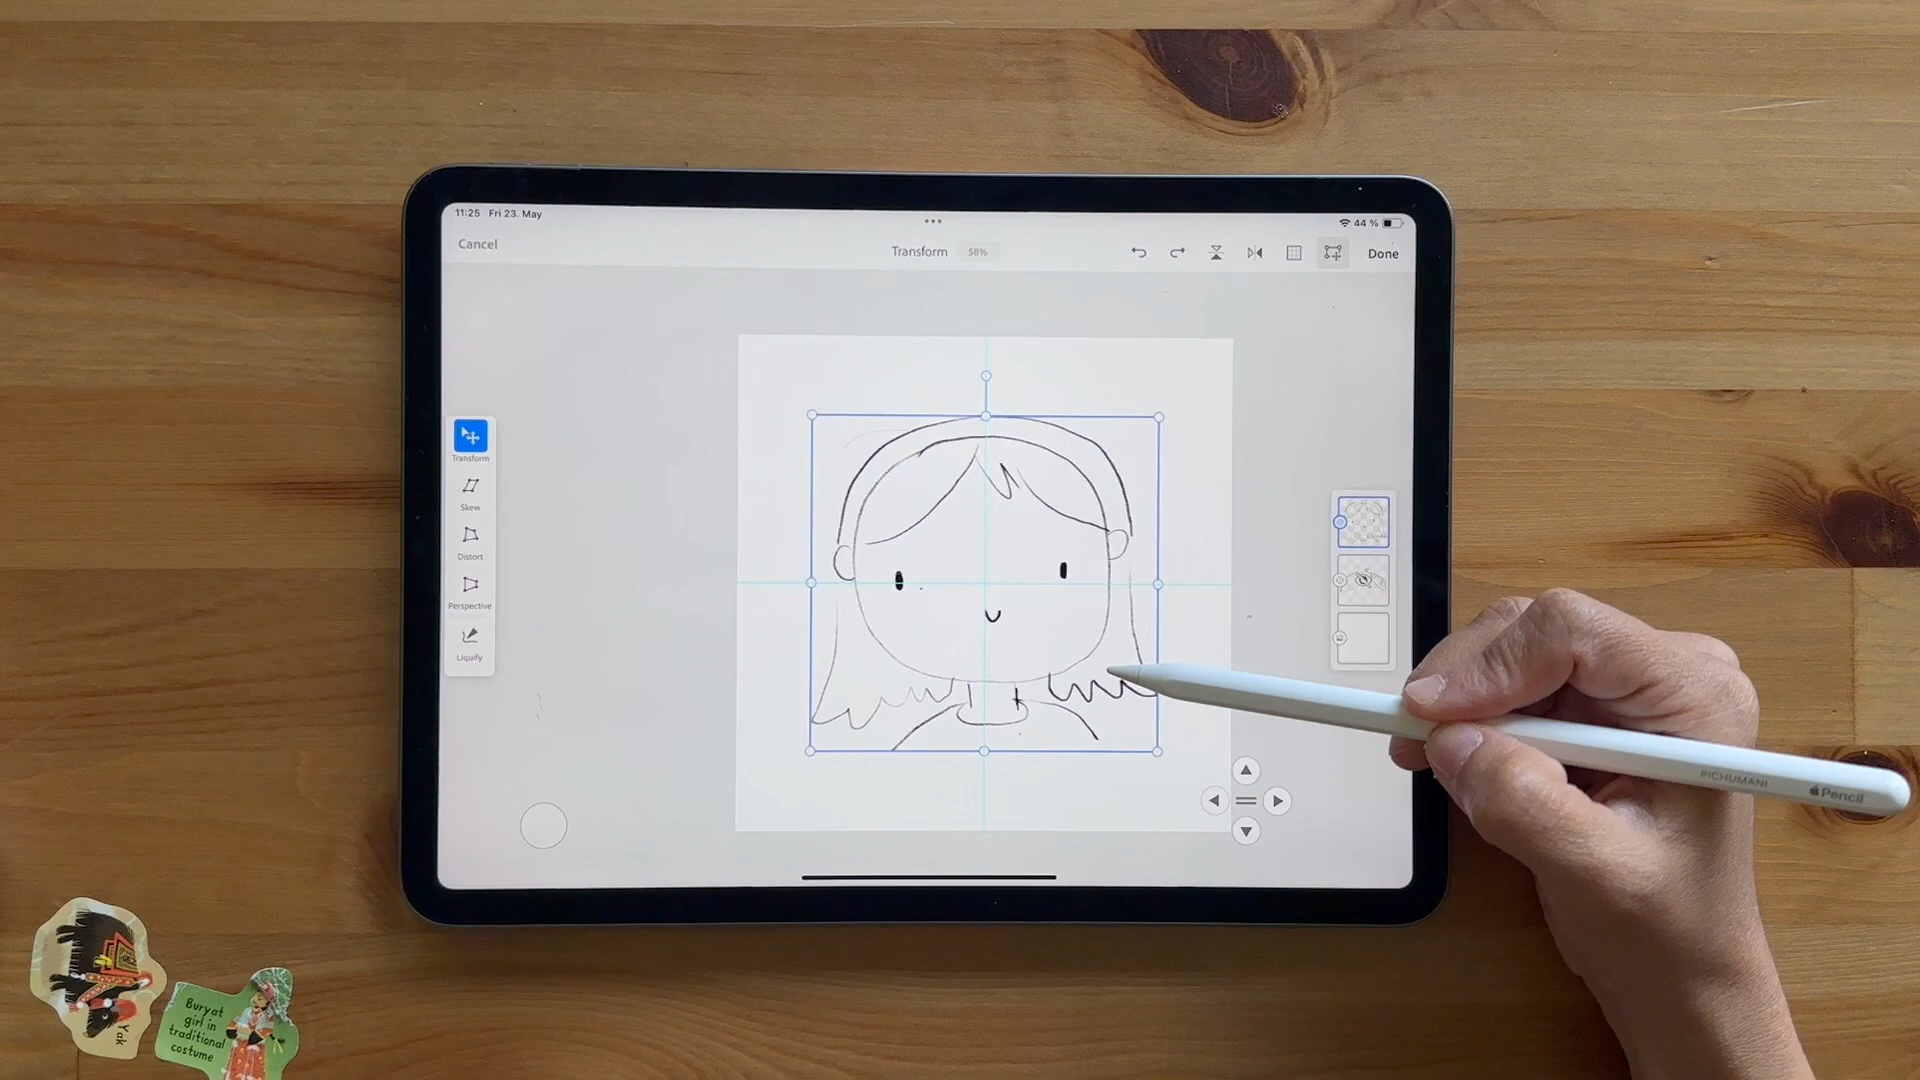 11:25 Fri 23. May
44 %
Cancel
Transform 58%
Done
Transform
Skew
Distort
Perspective
Liquify
PICHUMANI
Pencil
Yak
Buryat
girl in
traditional
costume